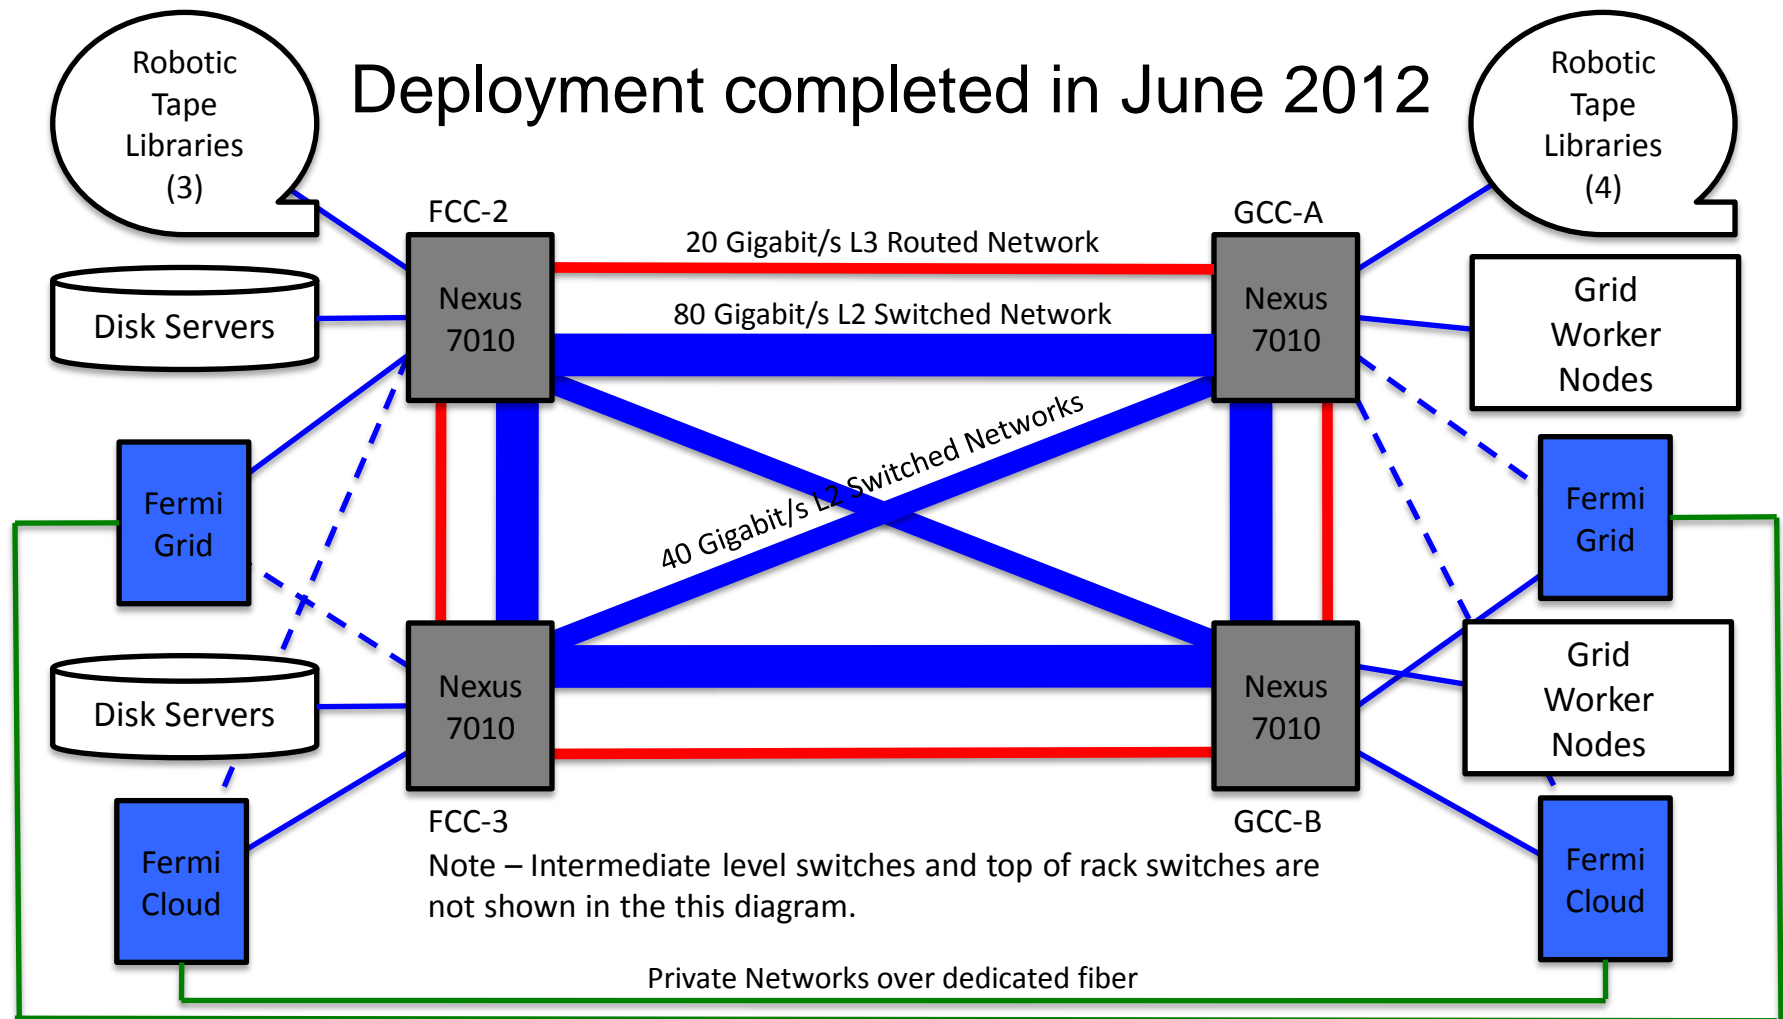 Deployment completed in June 2012
Robotic
Tape
Libraries
(3)
Robotic
Tape
Libraries
(4)
FCC-2
GCC-A
20 Gigabit/s L3 Routed Network
80 Gigabit/s L2 Switched Network
40 Gigabit/s L2 Switched Networks
Nexus
7010
Nexus
7010
Disk Servers
Grid
Worker
Nodes
Fermi
Grid
Fermi
Grid
Disk Servers
Nexus
7010
Nexus
7010
Grid
Worker
Nodes
FCC-3
GCC-B
Note – Intermediate level switches and top of rack switches are
not shown in the this diagram.
Fermi
Cloud
Fermi
Cloud
Private Networks over dedicated fiber